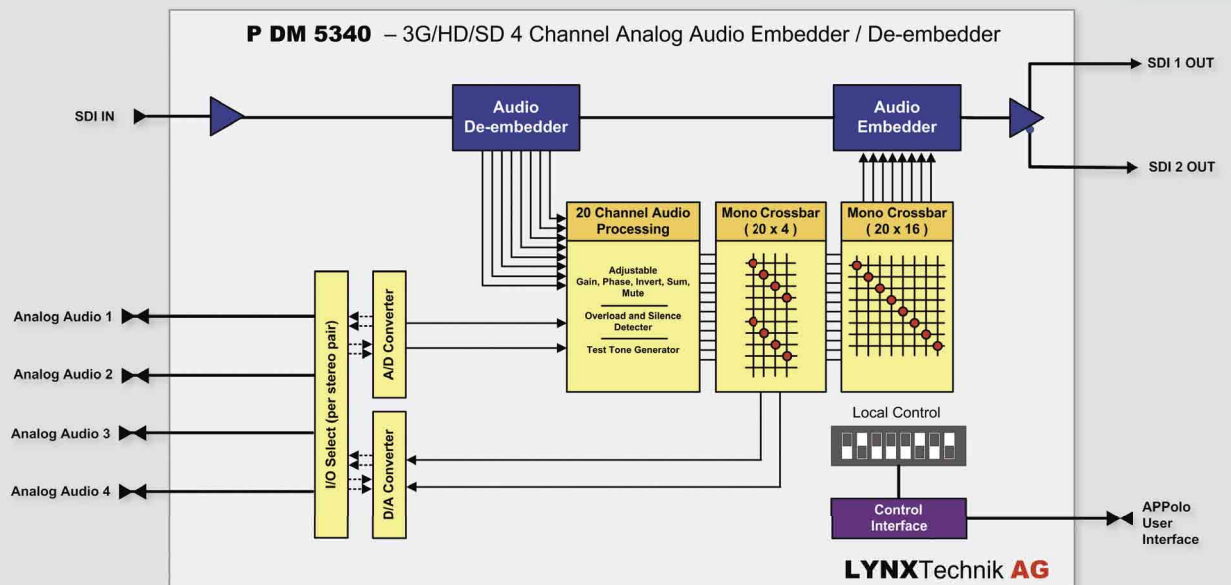 P DM 5340 – 3G/HD/SD 4 Channel Analog Audio Embedder / De-embedder
SDI IN
Audio
De-embedder
Audio
Embedder
SDI 1 OUT
SDI 2 OUT
20 Channel Audio
Processing
Adjustable
Gain, Phase, Invert, Sum,
Mute
Overload and Silence
Detecter
Test Tone Generator
Mono Crossbar
( 20 x 4 )
Mono Crossbar
( 20 x 16 )
Analog Audio 1
Analog Audio 2
Analog Audio 3
Analog Audio 4
I/O Select (per stereo pair)
A/D Converter
D/A Converter
Local Control
Control
Interface
APPolo
User
Interface
LYNXTechnik AG